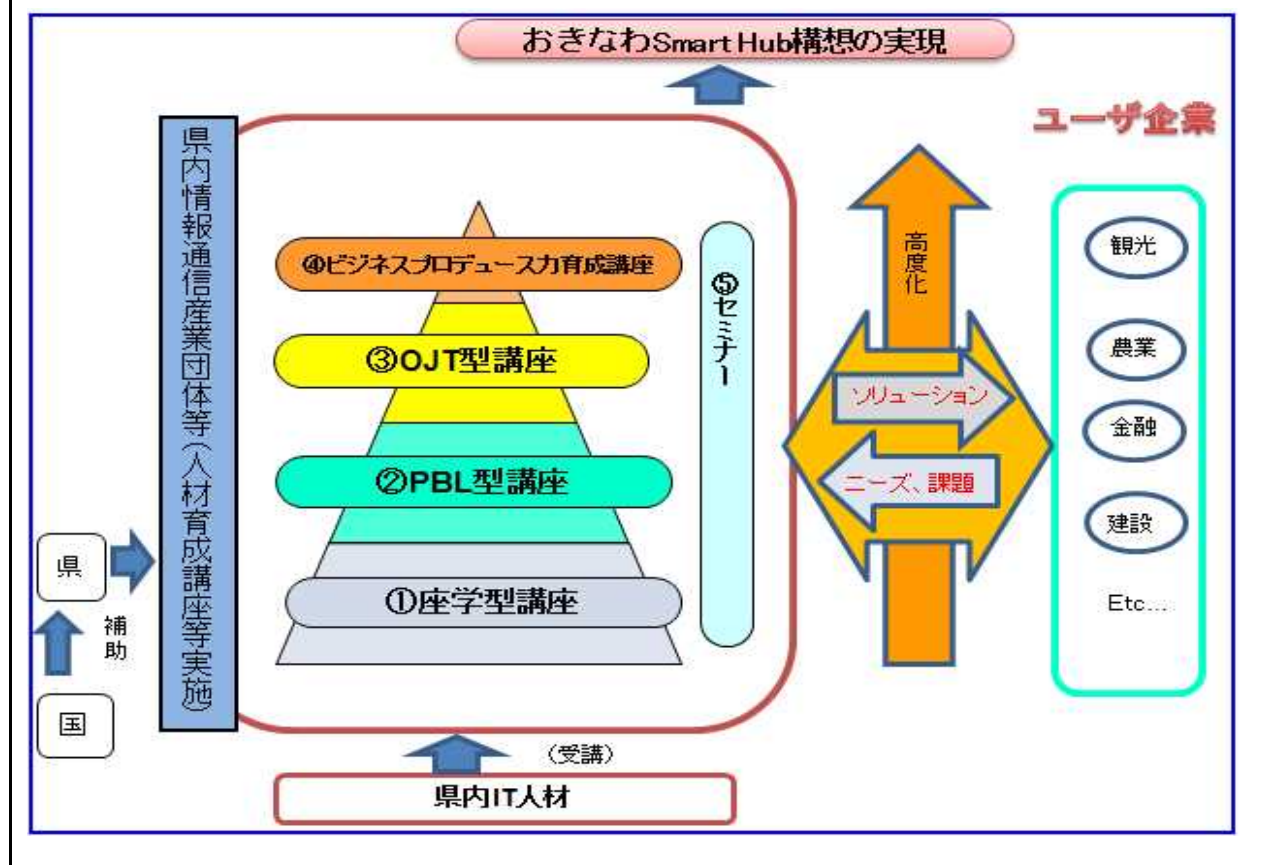 おきなわSmart Hub構想の実現
ユーザ企業
県内情報通信産業団体等(人材育成講座等実施)
④ビジネスプロデュース力育成講座
③OJT型講座
②PBL型講座
①座学型講座
⑤セミナー
高度化
ソリューション
ニーズ、課題
観光
農業
金融
建設
Etc…
県
補助
国
(受講)
県内IT人材